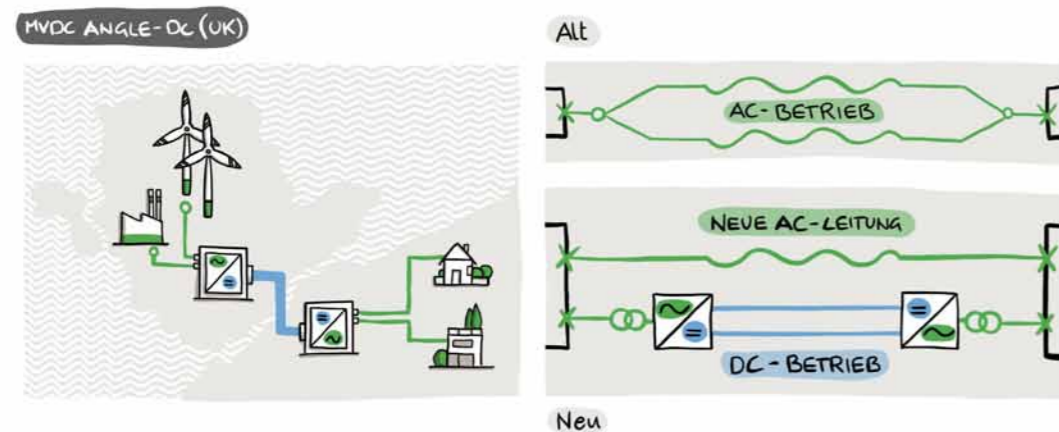 MVDC ANGLE-DC (UK)
Alt
AC-BETRIEB
NEUE AC-LEITUNG
DC-BETRIEB
Neu